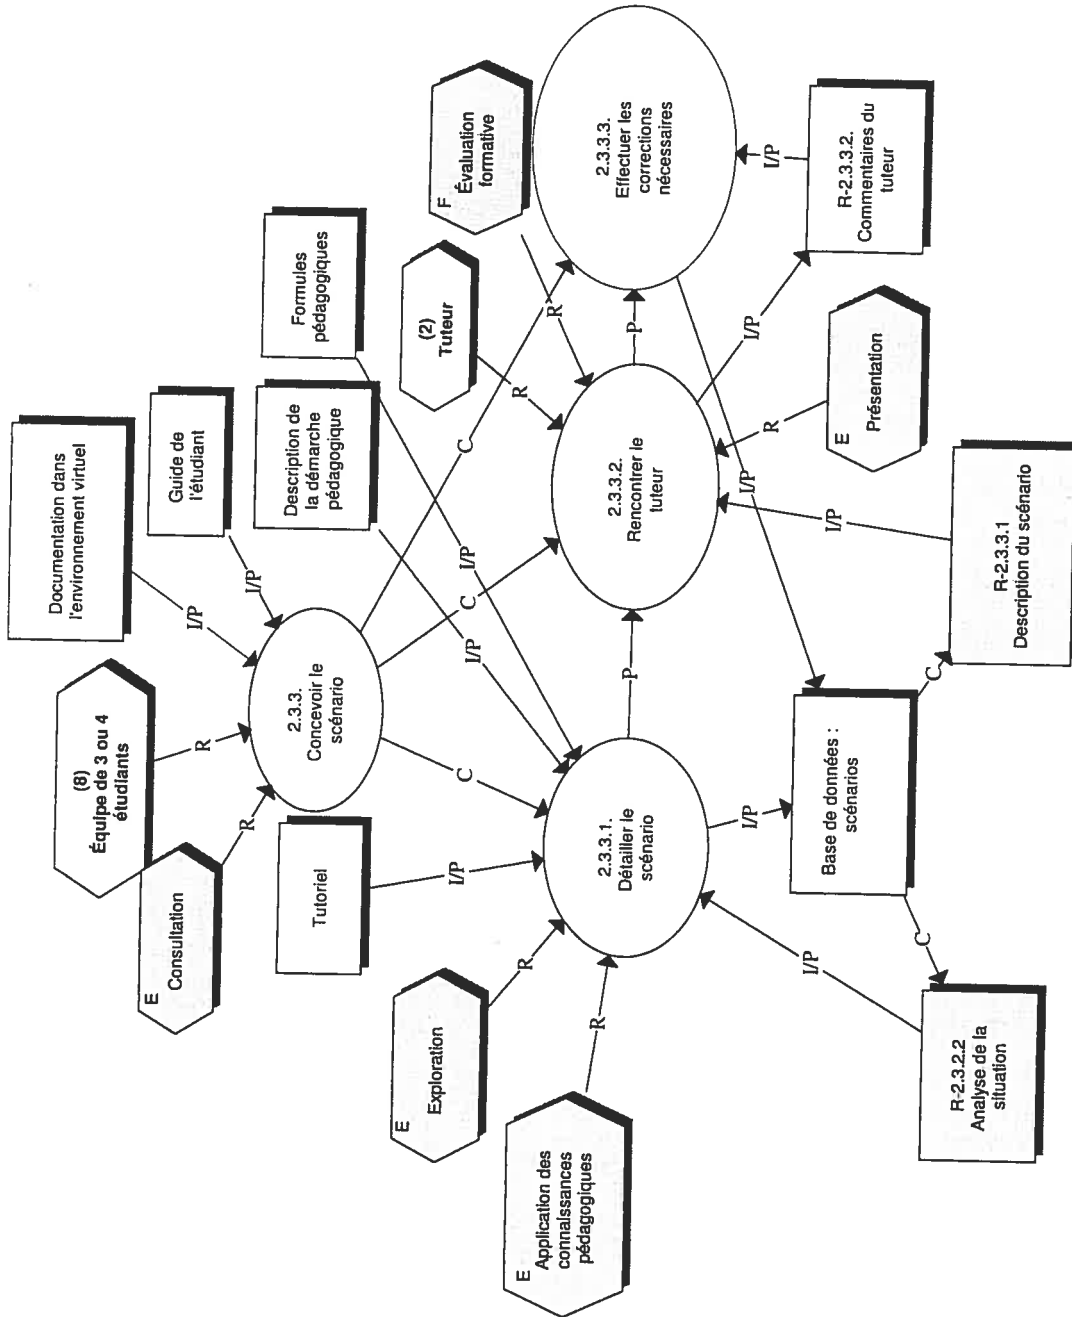 Documentation dans
l'environnement virtuel
Guide de
l'étudiant
Formules
pédagogiques
Description de
la démarche
pédagogique
(8)
Équipe de 3 ou 4
étudiants
E
Consultation
I/P
I/P
R
R
2.3.3.
Concevoir le
scénario
Tutoriel
(2)
Tuteur
F
Évaluation
formative
E
Exploration
E
Application des
connaissances
pédagogiques
C
C
C
I/P
I/P
I/P
R
R
R
R
2.3.3.1.
Détailler le
scénario
P
2.3.3.2.
Rencontrer le
tuteur
P
2.3.3.3.
Effectuer les
corrections
nécessaires
I/P
I/P
I/P
I/P
R
I/P
I/P
E
Présentation
R-2.3.3.2.
Commentaires du
tuteur
Base de données :
scénarios
C
C
R-2.3.2.2
Analyse de la
situation
R-2.3.3.1
Description du scénario